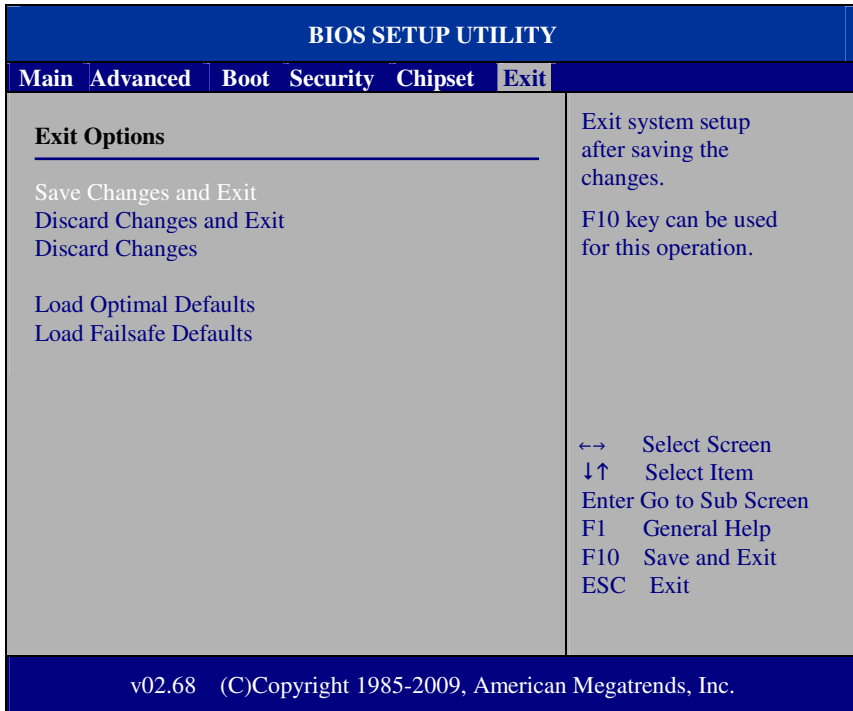 BIOS SETUP UTILITY
Main Advanced Boot Security Chipset Exit
Exit Options
Save Changes and Exit
Discard Changes and Exit
Discard Changes
Load Optimal Defaults
Load Failsafe Defaults
Exit system setup
after saving the
changes.
F10 key can be used
for this operation.
←→ Select Screen
↓↑ Select Item
Enter Go to Sub Screen
F1 General Help
F10 Save and Exit
ESC Exit
v02.68 (C)Copyright 1985-2009, American Megatrends, Inc.